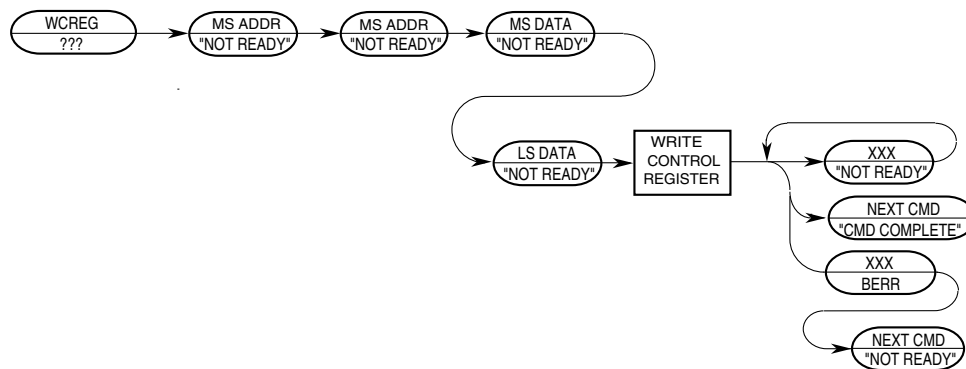 WCREG
???
MS ADDR
"NOT READY"
MS ADDR
"NOT READY"
MS DATA
"NOT READY"
LS DATA
"NOT READY"
WRITE
CONTROL
REGISTER
XXX
"NOT READY"
NEXT CMD
"CMD COMPLETE"
XXX
BERR
NEXT CMD
"NOT READY"